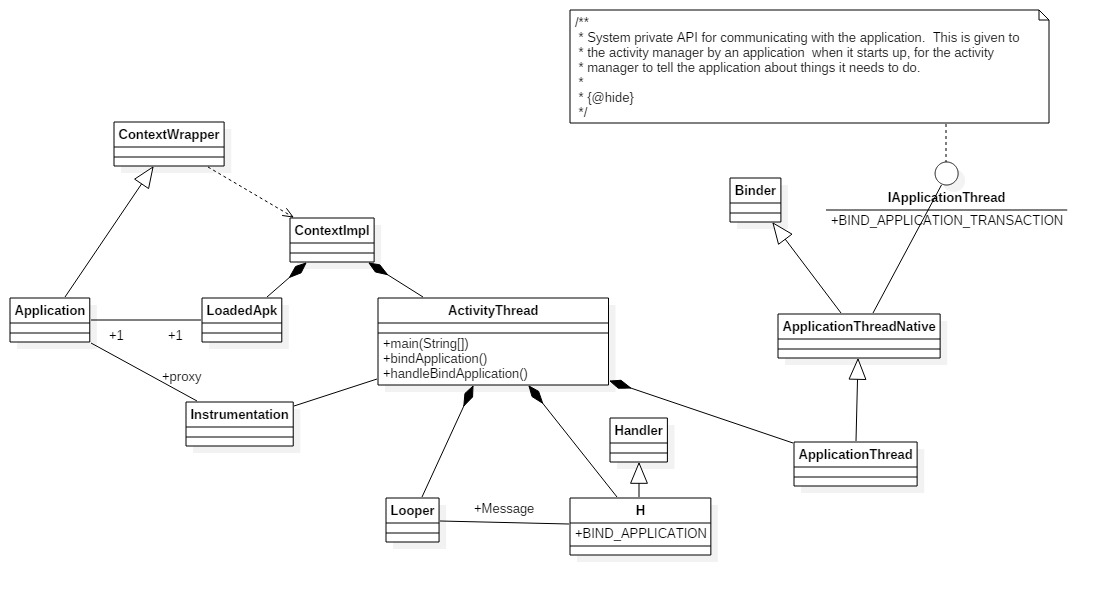 /**
* System private API for communicating with the application.  This is given to
* the activity manager by an application  when it starts up, for the activity
* manager to tell the application about things it needs to do.
*
* {@hide}
*/
ContextWrapper
Binder
IApplicationThread
+BIND_APPLICATION_TRANSACTION
ContextImpl
Application
LoadedApk
+1
+1
ActivityThread
+main(String[])
+bindApplication()
+handleBindApplication()
ApplicationThreadNative
+proxy
Instrumentation
Handler
ApplicationThread
Looper
+Message
H
+BIND_APPLICATION